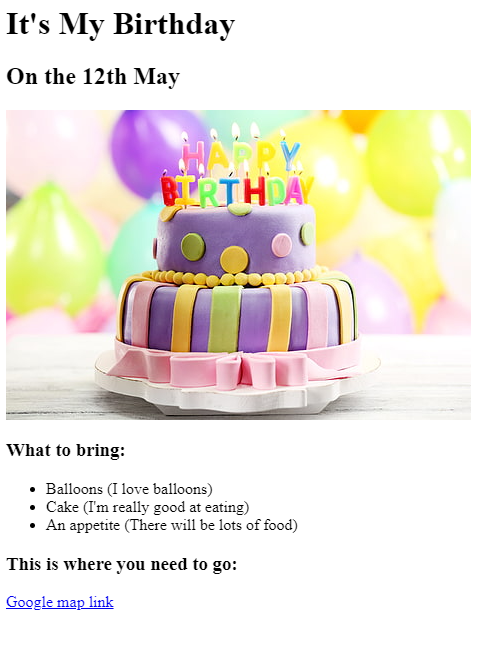 It's My Birthday
On the 12th May
HAPPY
BIRTHDAY
What to bring:
Balloons (I love balloons)
Cake (I'm really good at eating)
An appetite (There will be lots of food)
This is where you need to go:
Google map link